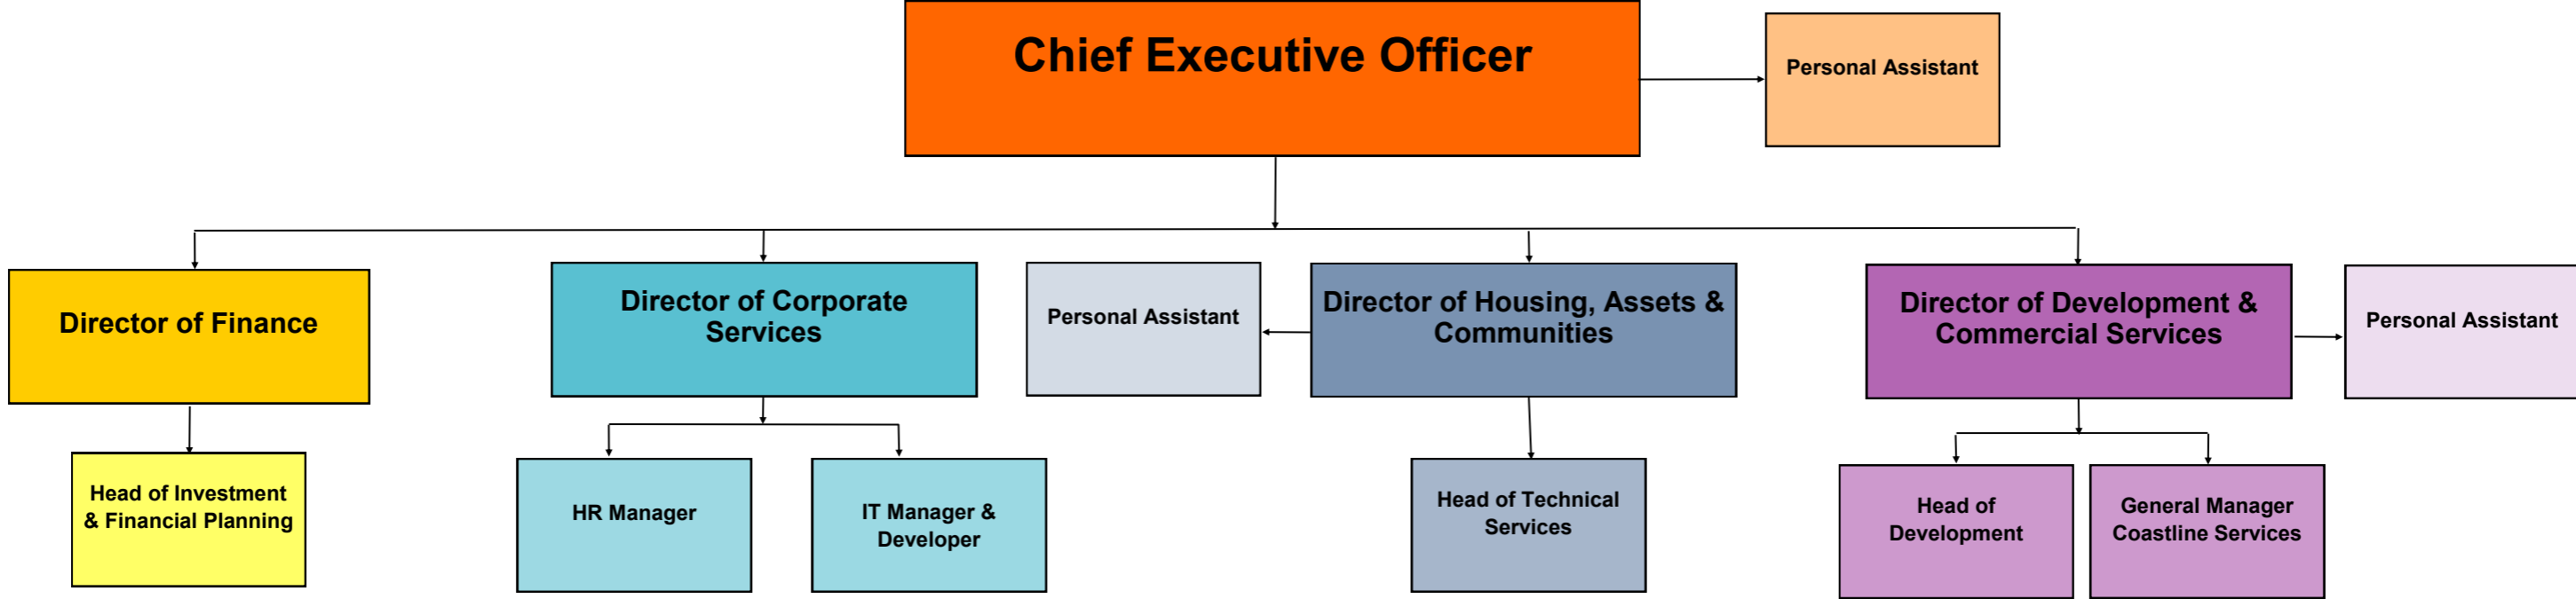 Chief Executive Officer
Personal Assistant
Director of Finance
Director of Corporate
Services
Personal Assistant
Director of Housing, Assets &
Communities
Director of Development &
Commercial Services
Personal Assistant
Head of Investment
& Financial Planning
HR Manager
IT Manager &
Developer
Head of Technical
Services
Head of
Development
General Manager
Coastline Services